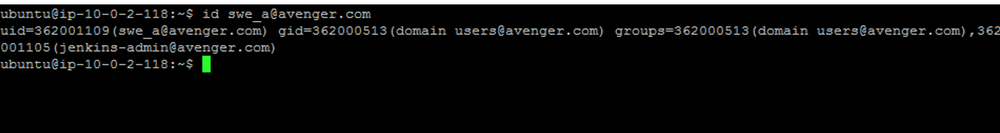 ubuntu@ip-10-0-2-118:~$ id swe_a@avenger.com
uid=362001109(swe_a@avenger.com) gid=362000513(domain users@avenger.com) groups=362000513(domain users@avenger.com),362
001105(jenkins-admin@avenger.com)
ubuntu@ip-10-0-2-118:~$